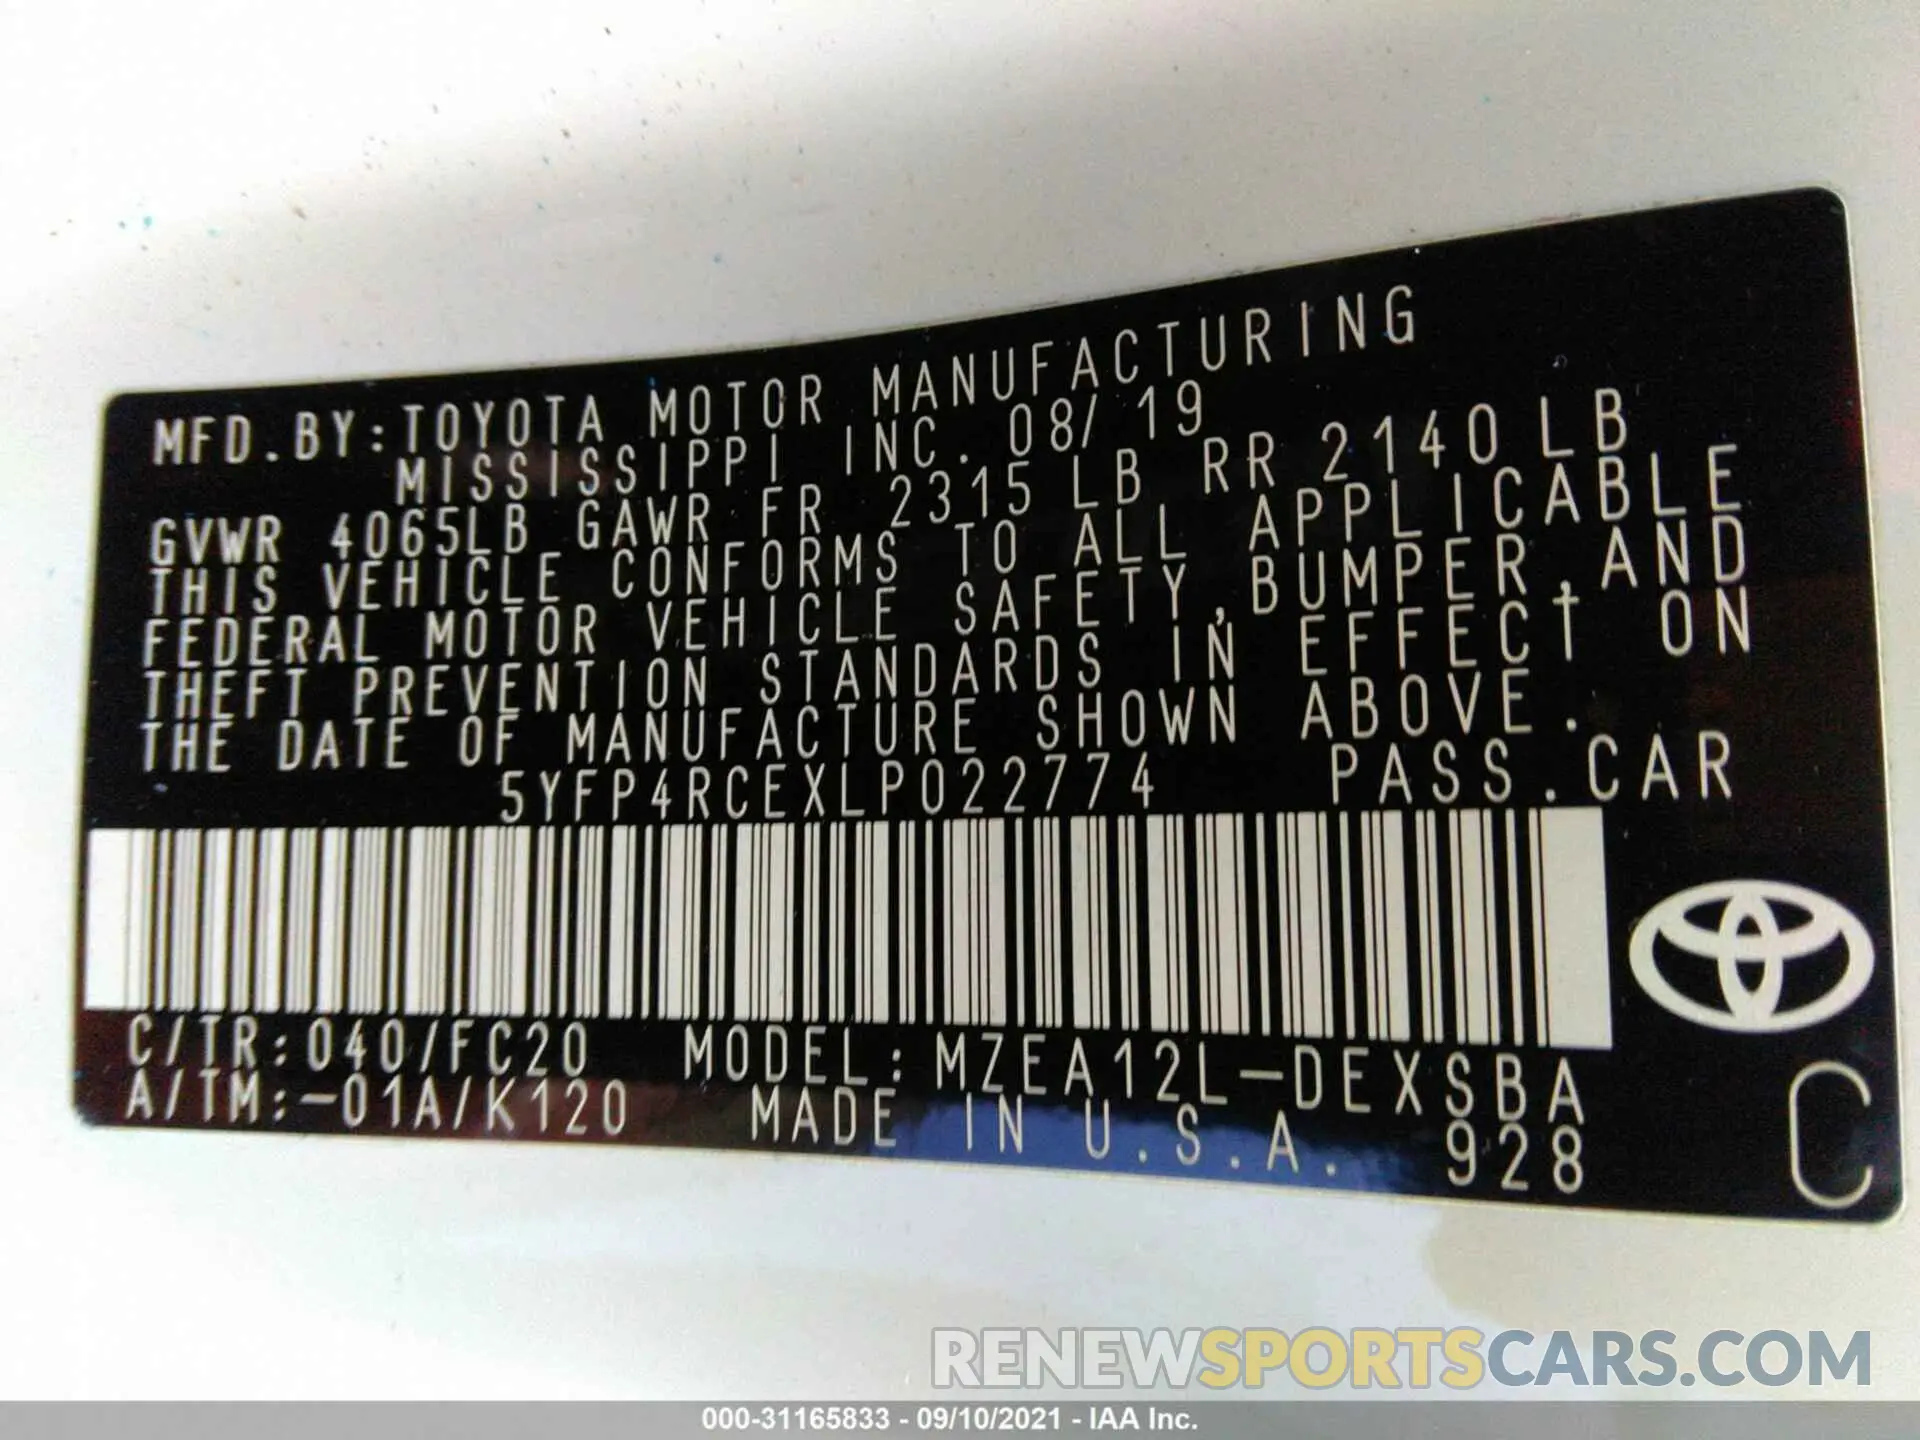 MFD.BY:TOYOTA MOTOR MANUFACTURING
MISSISSIPPI INC. 08/ 19
GVWR 4065LB GAWR FR 2315 LB RR 2140 LB
THIS VEHICLE CONFORMS TO ALL APPLICABLE
FEDERAL MOTOR VEHICLE SAFETY,BUMPER,AND
THEFT PREVENTION STANDARDS IN EFFECT ON
THE DATE OF MANUFACTURE SHOWN ABOVE.
5YFP4RCEXLP022774 PASS.CAR
C/TR:040/FC20 MODEL:MZEA12L-DEXSBA
A/TM:-01A/K120 MADE IN U.S.A. 928
C
RENEWSPORTSCARS.COM
000-31165833 - 09/10/2021 - IAA Inc.